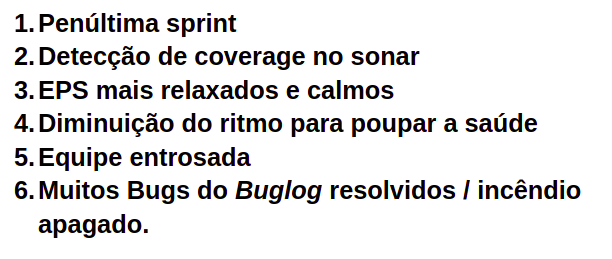 1. Penúltima sprint
2. Detecção de coverage no sonar
3. EPS mais relaxados e calmos
4. Diminuição do ritmo para poupar a saúde
5. Equipe entrosada
6. Muitos Bugs do Buglog resolvidos / incêndio
apagado.